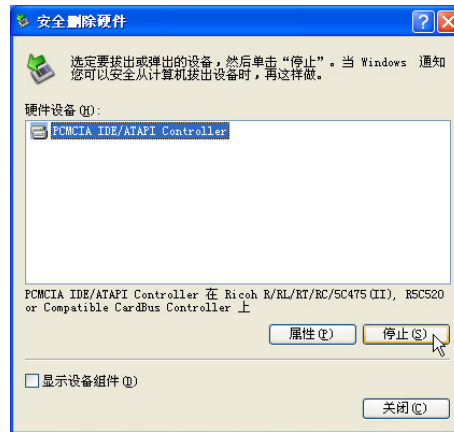 安全删除硬件
选定要拔出或弹出的设备，然后单击“停止”。当 Windows 通知
您可以安全从计算机拔出设备时，再这样做。
硬件设备(H):
PCMCIA IDE/ATAPI Controller
PCMCIA IDE/ATAPI Controller 在 Ricoh R/RL/RT/RC/5C475(II), R5C520
or Compatible CardBus Controller 上
属性(P)
停止(S)
显示设备组件(D)
关闭(C)